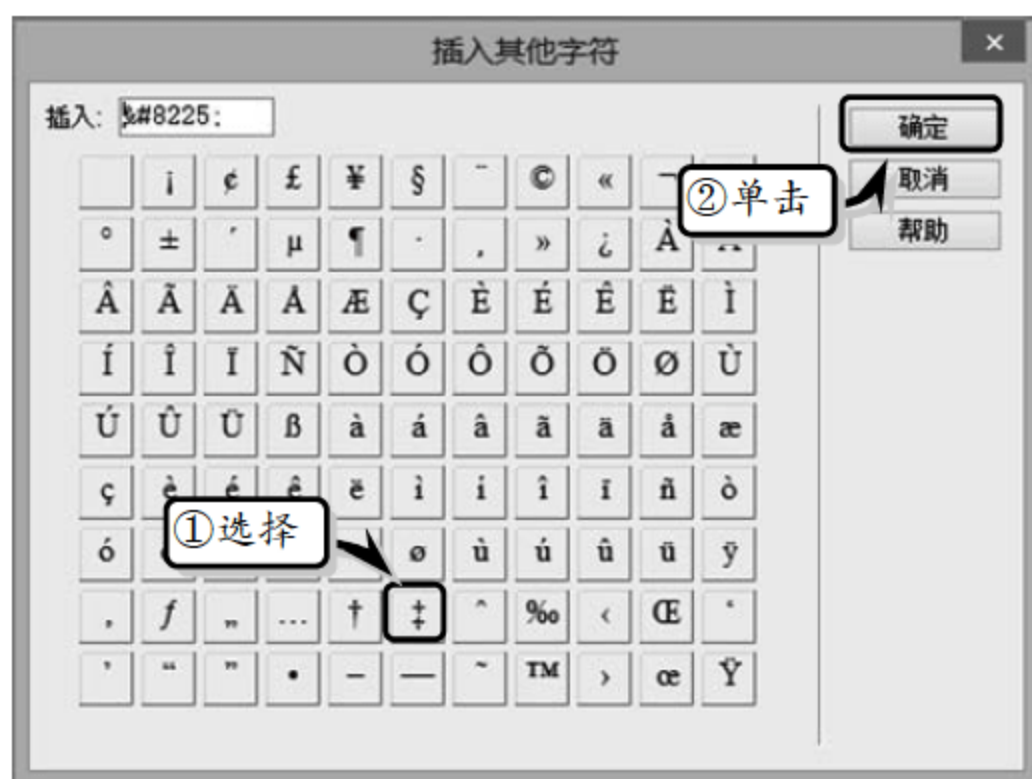 插入其他字符
×
插入: &#8225;
确定
取消
帮助
¡ ¢ £ ¥ § ¨ © « ¬
②单击
° ± ´ µ ¶ · ¸ » ¿ À
Â Ã Ä Å Æ Ç È É Ê Ë Ì
Í Î Ï Ñ Ò Ó Ô Õ Ö Ø Ù
Ú Û Ü ß à á â ã ä å æ
ç è é ê ë ì í î ï ñ ò
①选择
ó ø ù ú û ü ÿ
‚ ƒ „ … † ‡ ˆ ‰ ‹ Œ ‘
’ “ ” • – — ˜ ™ › œ Ÿ